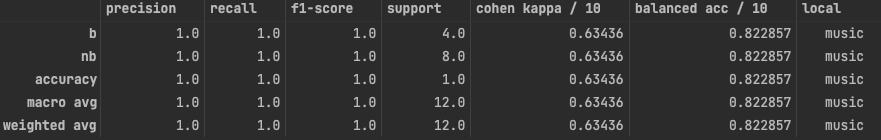 precision recall f1-score support cohen kappa / 10 balanced acc / 10 local
b 1.0 1.0 1.0 4.0 0.63436 0.822857 music
nb 1.0 1.0 1.0 8.0 0.63436 0.822857 music
accuracy 1.0 1.0 1.0 1.0 0.63436 0.822857 music
macro avg 1.0 1.0 1.0 12.0 0.63436 0.822857 music
weighted avg 1.0 1.0 1.0 12.0 0.63436 0.822857 music